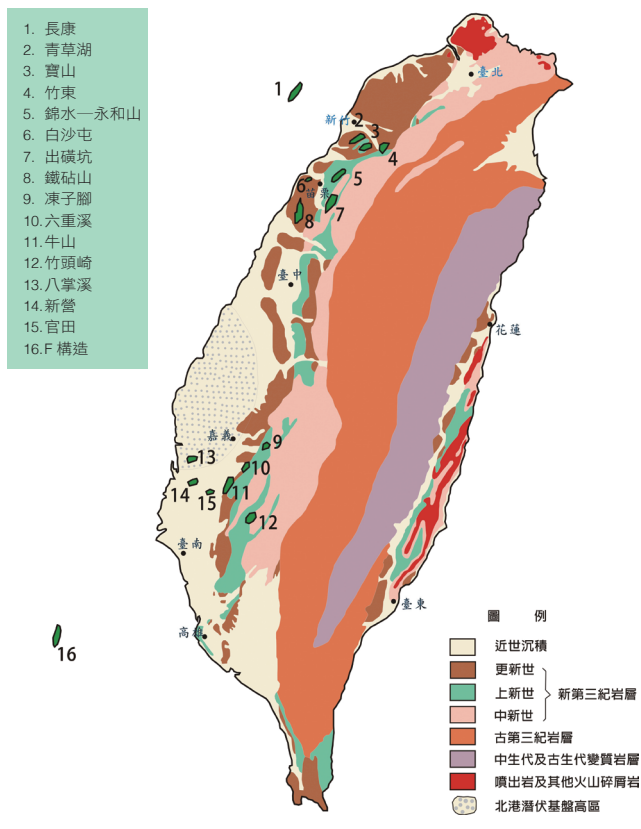 1. 長康
2 青草湖
3. 寶山
4. 竹東
5. 錦水─永和山
6. 白沙屯
7. 出磺坑
8. 鐵砧山
9. 凍子腳
10. 六重溪
11. 牛山
12. 竹頭崎
13. 八掌溪
14. 新營
15. 官田
16. F 構造
臺北
1
新竹
2
3
4
5
6
苗栗
7
8
臺中
花蓮
嘉義
9
13
10
14
15
11
12
臺南
臺東
高雄
16
圖 例
近世沉積
更新世
上新世
新第三紀岩層
中新世
古第三紀岩層
中生代及古生代變質岩層
噴出岩及其他火山碎屑岩
北港潛伏基盤高區